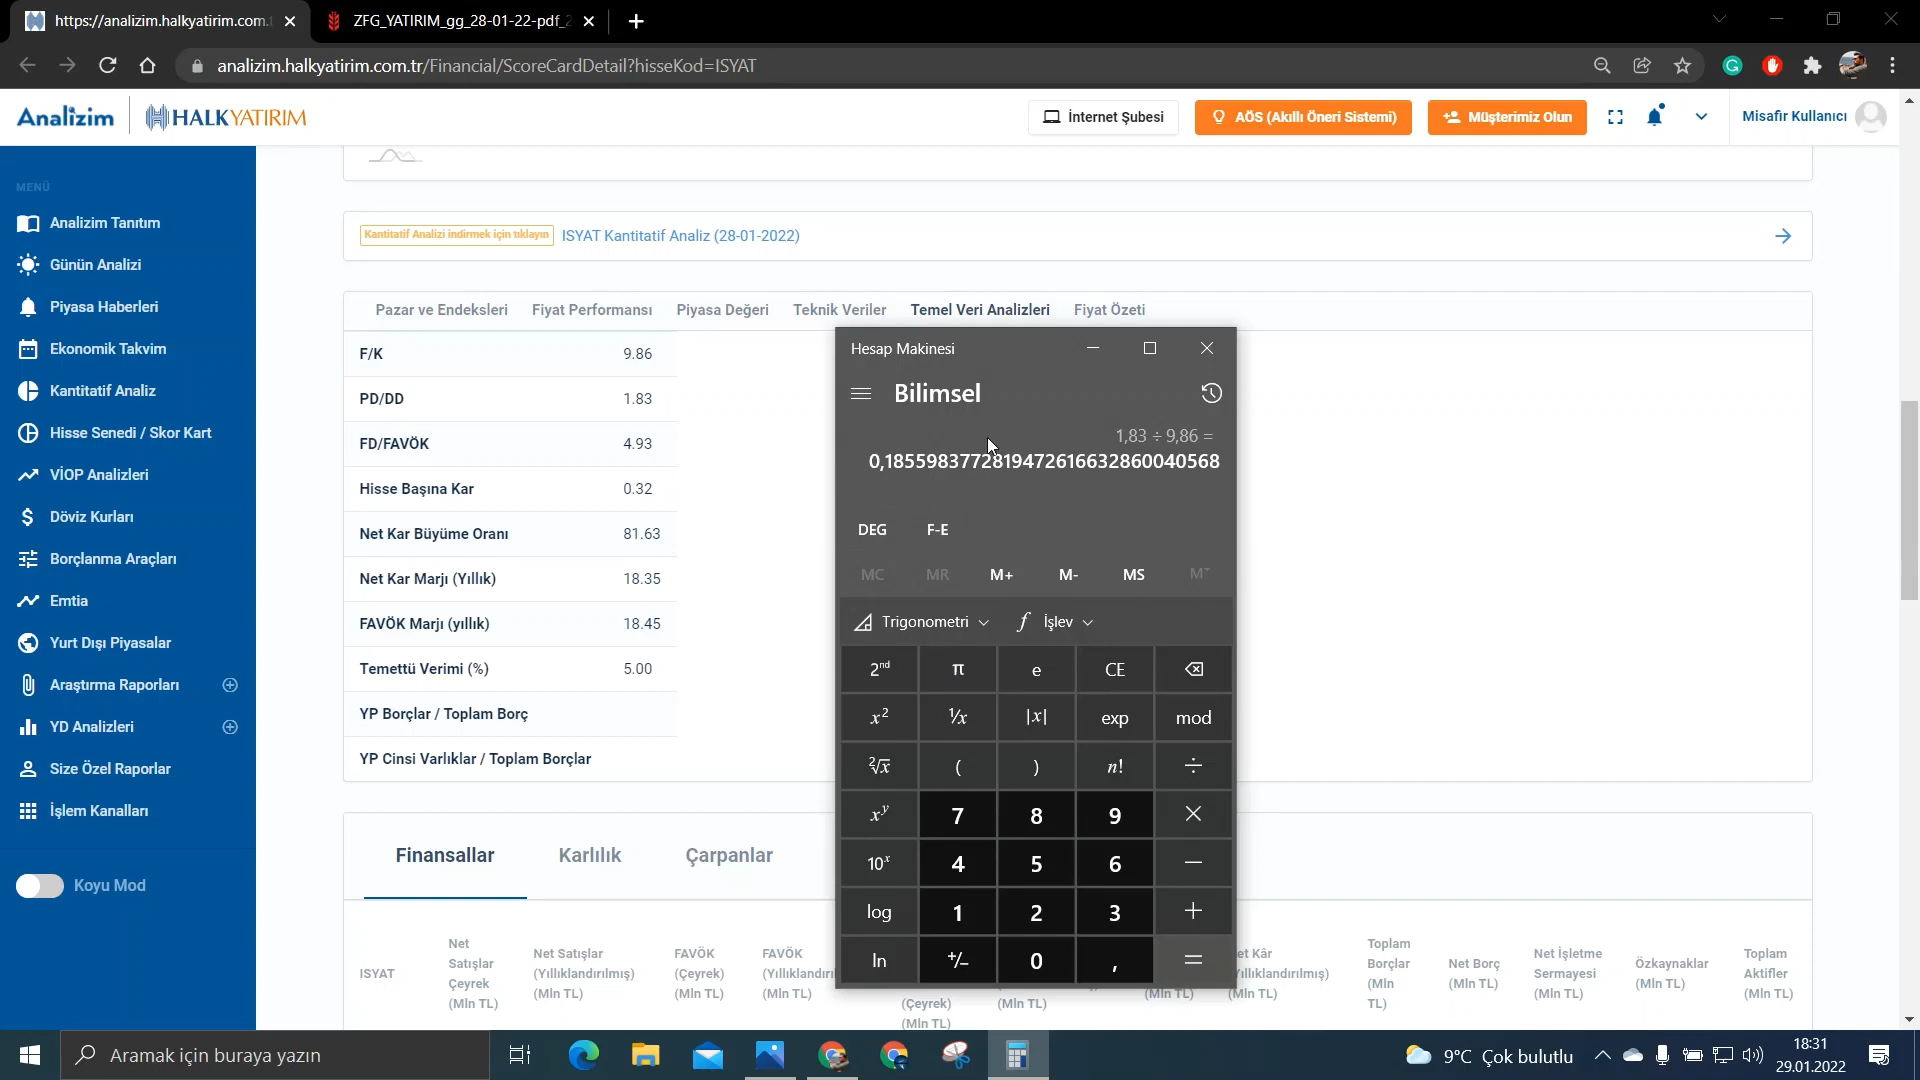 https://analizim.halkyatirim.com.
ZFG_YATIRIM_gg_28-01-22-pdf_2
analizim.halkyatirim.com.tr/Financial/ScoreCardDetail?hisseKod=ISYAT
Analizim HALKYATIRIM
İnternet Şubesi
AÖS (Akıllı Öneri Sistemi)
Müşterimiz Olun
Misafir Kullanıcı
MENÜ
Analizim Tanıtım
Günün Analizi
Piyasa Haberleri
Ekonomik Takvim
Kantitatif Analiz
Hisse Senedi / Skor Kart
VİOP Analizleri
Döviz Kurları
Borçlanma Araçları
Emtia
Yurt Dışı Piyasalar
Araştırma Raporları
YD Analizleri
Size Özel Raporlar
İşlem Kanalları
Koyu Mod
Kantitatif Analizi indirmek için tıklayın ISYAT Kantitatif Analiz (28-01-2022)
Pazar ve Endeksleri Fiyat Performansı Piyasa Değeri Teknik Veriler Temel Veri Analizleri Fiyat Özeti
F/K 9.86
PD/DD 1.83
FD/FAVÖK 4.93
Hisse Başına Kar 0.32
Net Kar Büyüme Oranı 81.63
Net Kar Marjı (Yıllık) 18.35
FAVÖK Marjı (yıllık) 18.45
Temettü Verimi (%) 5.00
YP Borçlar / Toplam Borç
YP Cinsi Varlıklar / Toplam Borçlar
Hesap Makinesi
Bilimsel
1,83 ÷ 9,86 =
0,1855983772819472616632860040568
DEG F-E
MC MR M+ M- MS M˅
Trigonometri f İşlev
2nd π e CE
x² ⅟x |x| exp mod
²√x ( ) n! ÷
xʸ 7 8 9 ×
10ˣ 4 5 6 −
log 1 2 3 +
ln +/− 0 , =
Finansallar Karlılık Çarpanlar
ISYAT
Net
Satışlar
Çeyrek
(Mln TL)
Net Satışlar
(Yıllıklandırılmış)
(Mln TL)
FAVÖK
(Çeyrek)
(Mln TL)
FAVÖK
(Mln TL)
(Çeyrek)
(Mln TL)
(Mln TL)
(Mln TL)
et Kâr
ıllıklandırılmış)
(Mln TL)
Toplam
Borçlar
(Mln
TL)
Net Borç
(Mln TL)
Net İşletme
Sermayesi
(Mln TL)
Özkaynaklar
(Mln TL)
Toplam
Aktifler
(Mln TL)
Aramak için buraya yazın
9°C Çok bulutlu
18:31
29.01.2022